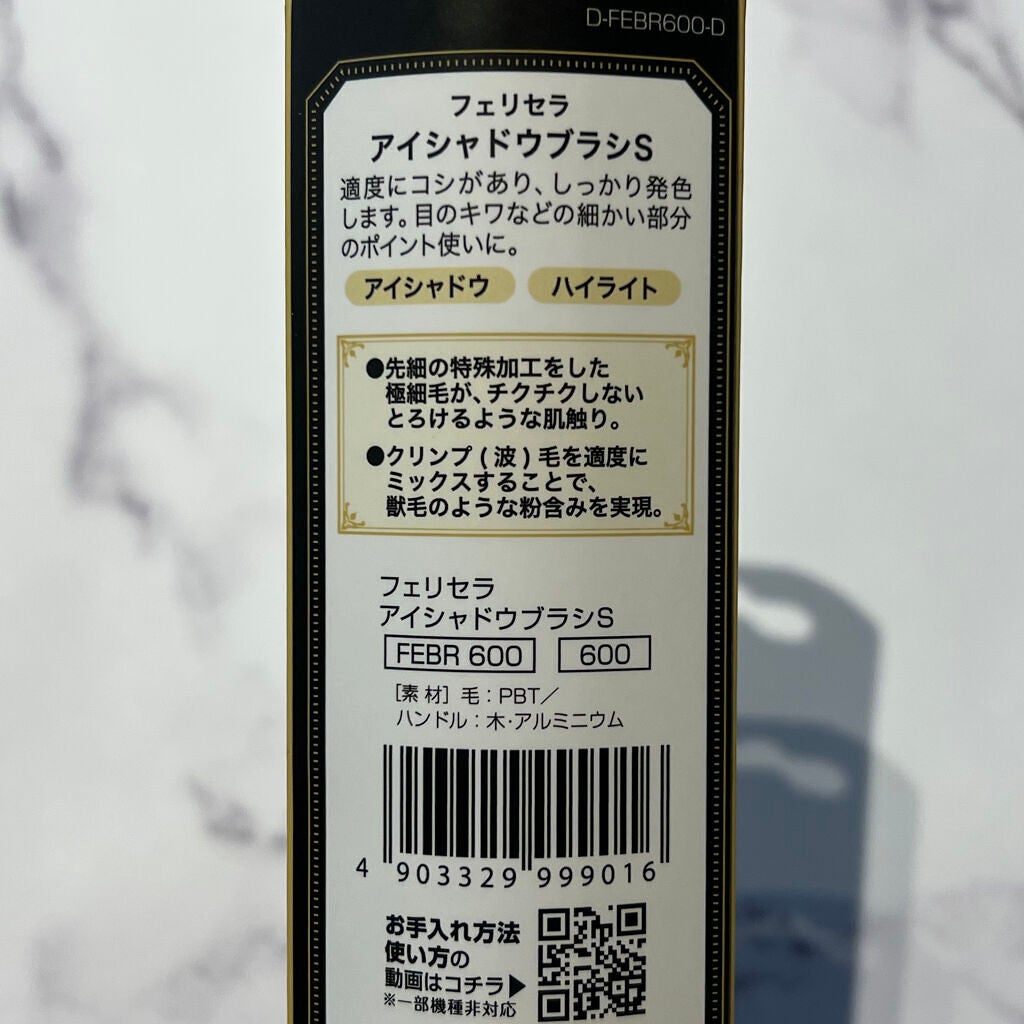 D-FEBR600-D
フェリセラ
アイシャドウブラシS
適度にコシがあり、しっかり発色
します。目のキワなどの細かい部分
のポイント使いに。
アイシャドウ ハイライト
●先細の特殊加工をした
極細毛が、チクチクしない
とろけるような肌触り。
●クリンプ(波)毛を適度に
ミックスすることで、
獣毛のような粉含みを実現。
フェリセラ
アイシャドウブラシS
FEBR 600 600
[素材]毛:PBT/
ハンドル:木・アルミニウム
4 903329 999016
お手入れ方法
使い方の
動画はコチラ▶
※一部機種非対応